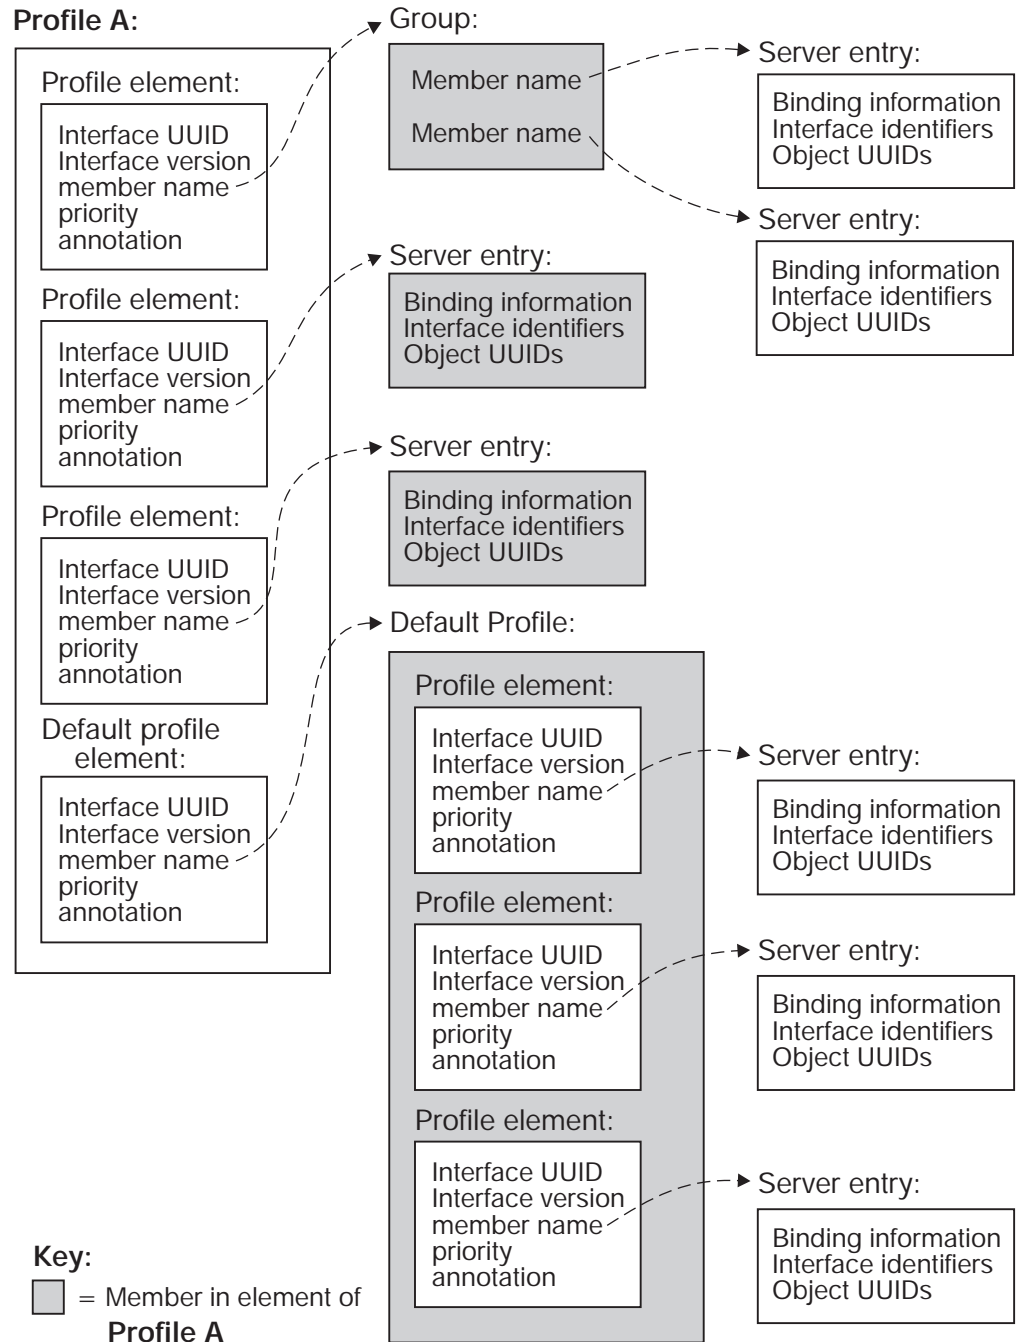 Profile A:
Profile element:
Interface UUID
Interface version
member name
priority
annotation
Profile element:
Interface UUID
Interface version
member name
priority
annotation
Profile element:
Interface UUID
Interface version
member name
priority
annotation
Default profile
element:
Interface UUID
Interface version
member name
priority
annotation
Group:
Member name
Member name
Server entry:
Binding information
Interface identifiers
Object UUIDs
Server entry:
Binding information
Interface identifiers
Object UUIDs
Server entry:
Binding information
Interface identifiers
Object UUIDs
Server entry:
Binding information
Interface identifiers
Object UUIDs
Default Profile:
Profile element:
Interface UUID
Interface version
member name
priority
annotation
Profile element:
Interface UUID
Interface version
member name
priority
annotation
Profile element:
Interface UUID
Interface version
member name
priority
annotation
Server entry:
Binding information
Interface identifiers
Object UUIDs
Server entry:
Binding information
Interface identifiers
Object UUIDs
Server entry:
Binding information
Interface identifiers
Object UUIDs
Key:
= Member in element of
Profile A